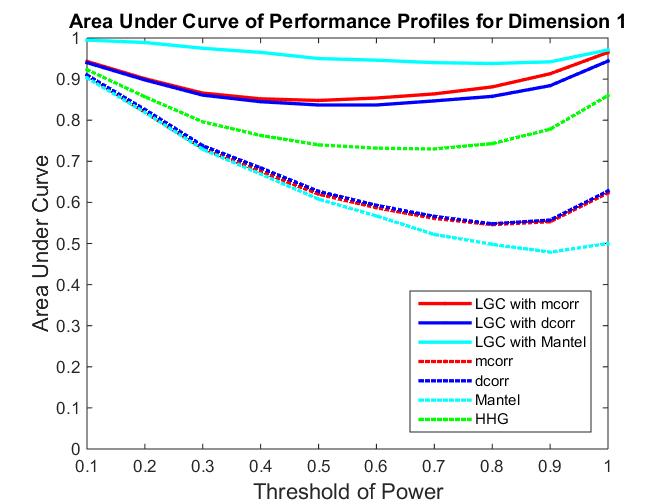 Area Under Curve of Performance Profiles for Dimension 1
Area Under Curve
1
0.9
0.8
0.7
0.6
0.5
0.4
0.3
0.2
0.1
0
LGC with mcorr
LGC with dcorr
LGC with Mantel
mcorr
dcorr
Mantel
HHG
0.1 0.2 0.3 0.4 0.5 0.6 0.7 0.8 0.9 1
Threshold of Power